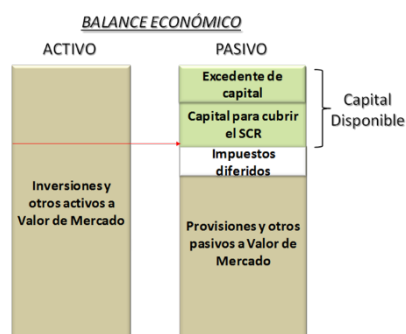 BALANCE ECONÓMICO
ACTIVO
PASIVO
Excedente de
capital
Capital para cubrir
el SCR
Capital
Disponible
Impuestos
diferidos
Inversiones y
otros activos a
Valor de Mercado
Provisiones y otros
pasivos a Valor de
Mercado